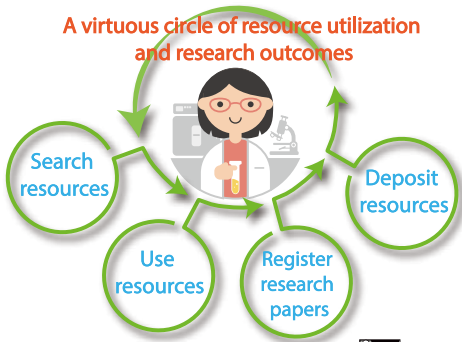 A virtuous circle of resource utilization
and research outcomes
Search
resources
Use
resources
Register
research
papers
Deposit
resources